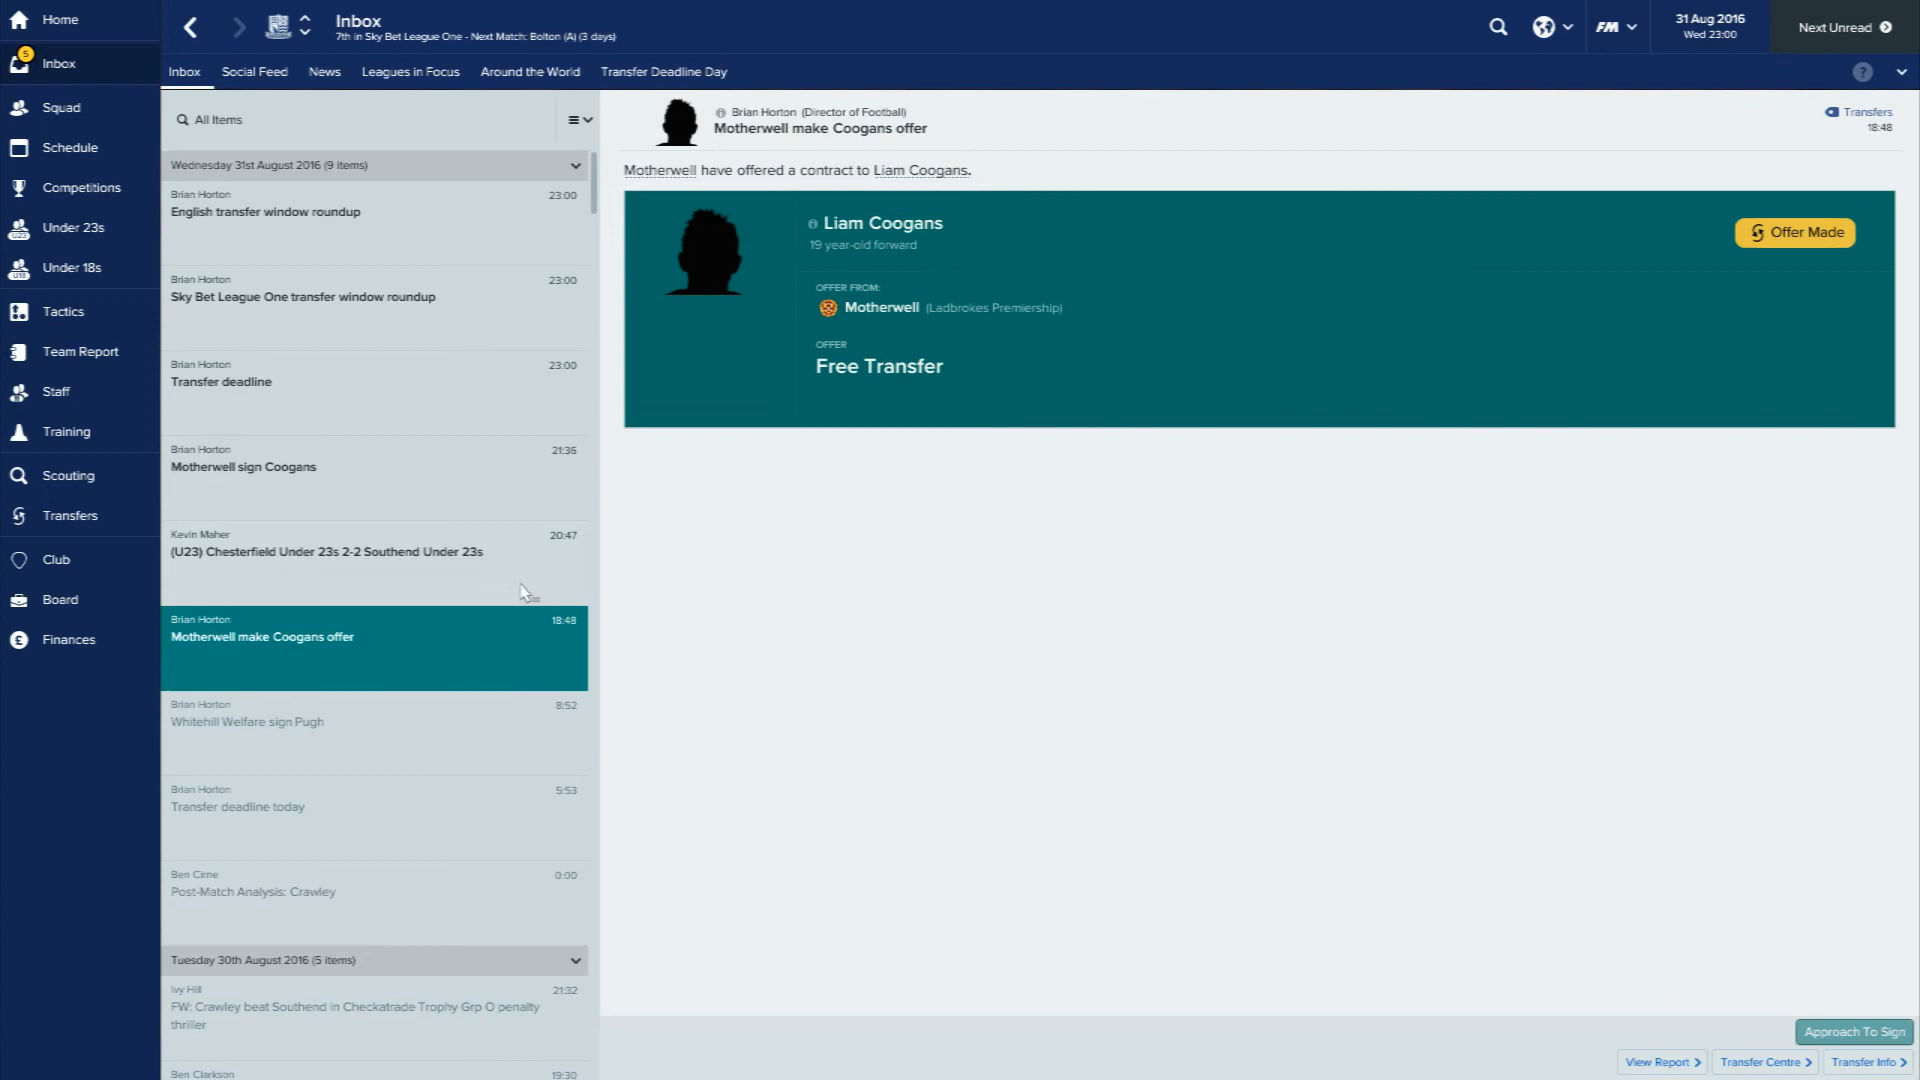 Home
5
Inbox
Squad
Schedule
Competitions
U23
Under 23s
U18
Under 18s
Tactics
Team Report
Staff
Training
Scouting
Transfers
Club
Board
£
Finances
Inbox
7th in Sky Bet League One - Next Match: Bolton (A) (3 days)
FM
31 Aug 2016
Wed 23:00
Next Unread
Inbox Social Feed News Leagues in Focus Around the World Transfer Deadline Day
?
All Items
Wednesday 31st August 2016 (9 items)
Brian Horton 23:00
English transfer window roundup
Brian Horton 23:00
Sky Bet League One transfer window roundup
Brian Horton 23:00
Transfer deadline
Brian Horton 21:36
Motherwell sign Coogans
Kevin Maher 20:47
(U23) Chesterfield Under 23s 2-2 Southend Under 23s
Brian Horton 18:48
Motherwell make Coogans offer
Brian Horton 8:52
Whitehill Welfare sign Pugh
Brian Horton 5:53
Transfer deadline today
Ben Cirne 0:00
Post-Match Analysis: Crawley
Tuesday 30th August 2016 (5 items)
Ivy Hill 21:32
FW: Crawley beat Southend in Checkatrade Trophy Grp O penalty
thriller
Ben Clarkson 19:30
Brian Horton (Director of Football)
Motherwell make Coogans offer
Transfers
18:48
Motherwell have offered a contract to Liam Coogans.
Liam Coogans
19 year-old forward
Offer Made
OFFER FROM:
Motherwell (Ladbrokes Premiership)
OFFER
Free Transfer
Approach To Sign
View Report Transfer Centre Transfer Info